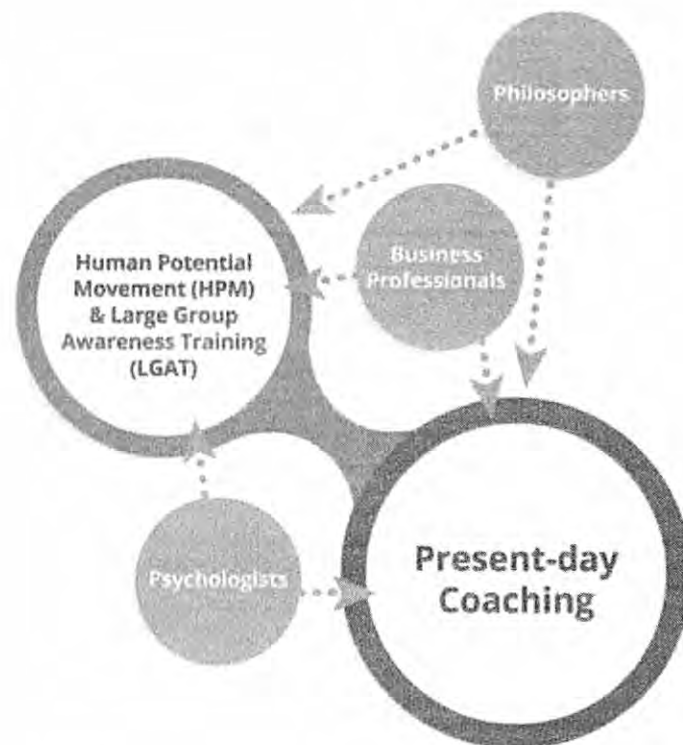 Philosophers
Business
Professionals
Human Potential
Movement (HPM)
& Large Group
Awareness Training
(LGAT)
Psychologists
Present-day
Coaching